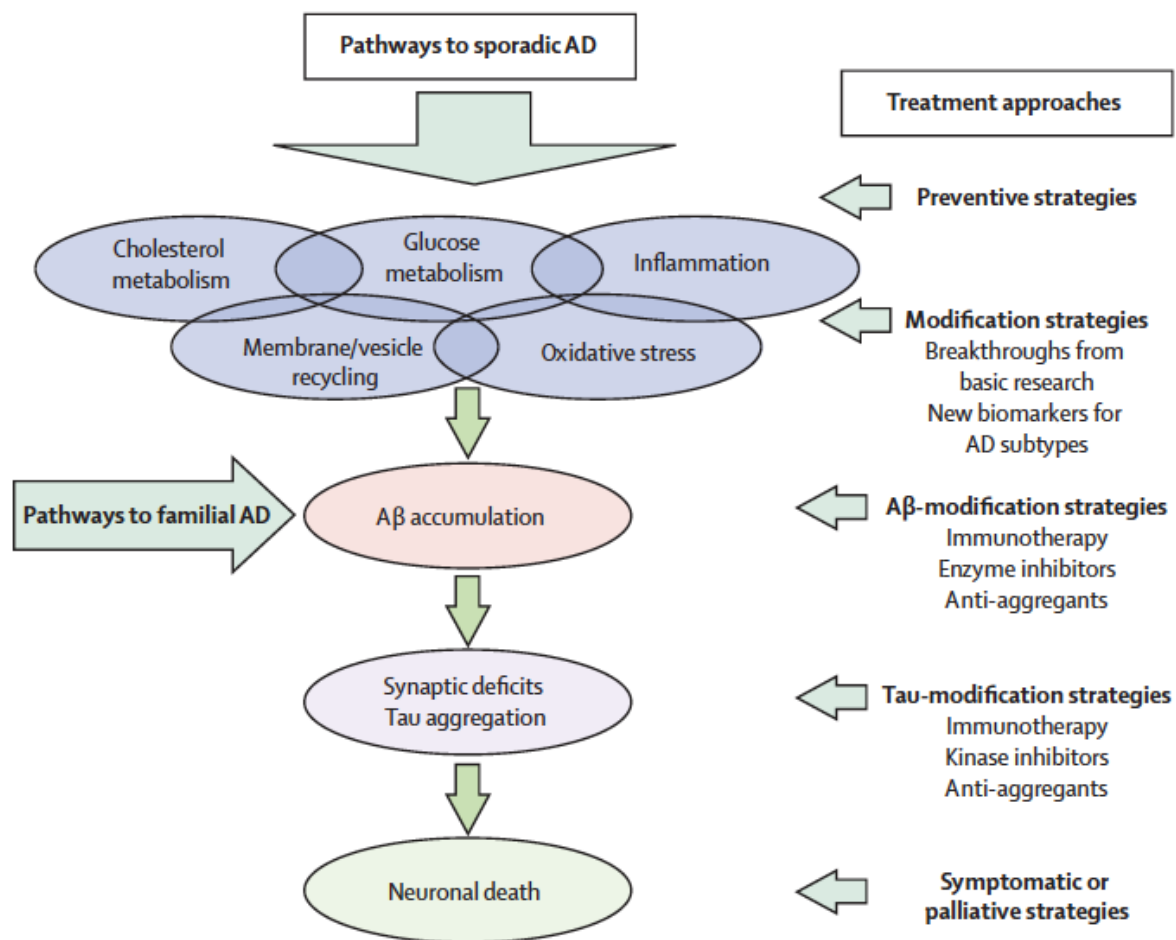 Pathways to sporadic AD
Treatment approaches
Preventive strategies
Cholesterol
metabolism
Glucose
metabolism
Inflammation
Membrane/vesicle
recycling
Oxidative stress
Modification strategies
Breakthroughs from
basic research
New biomarkers for
AD subtypes
Pathways to familial AD
Aβ accumulation
Aβ-modification strategies
Immunotherapy
Enzyme inhibitors
Anti-aggregants
Synaptic deficits
Tau aggregation
Tau-modification strategies
Immunotherapy
Kinase inhibitors
Anti-aggregants
Neuronal death
Symptomatic or
palliative strategies